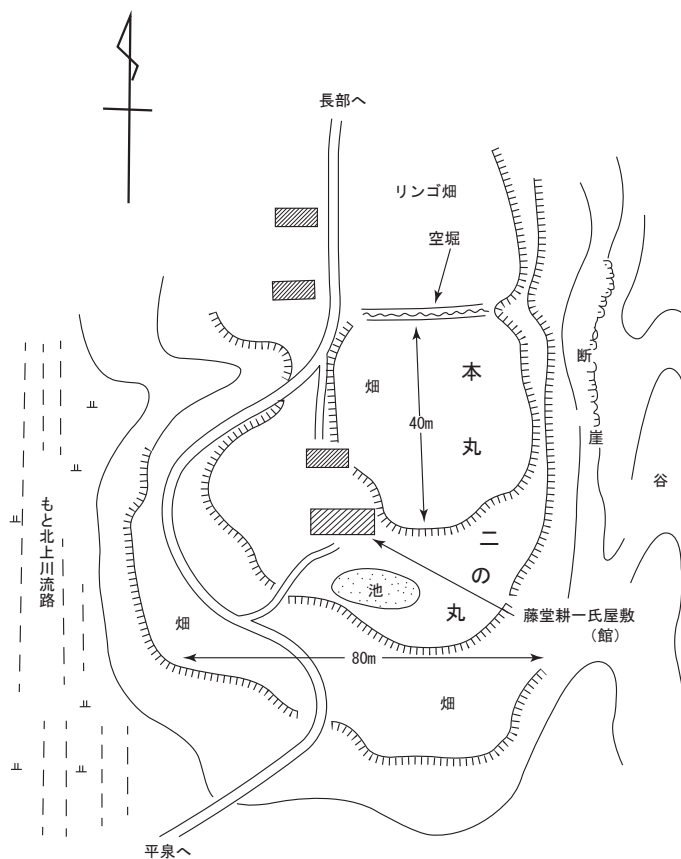 長部へ
リンゴ畑
空堀
断崖
本丸
畑
40m
谷
もと北上川流路
二の丸
池
藤堂耕一氏屋敷
（館）
畑
80m
畑
平泉へ